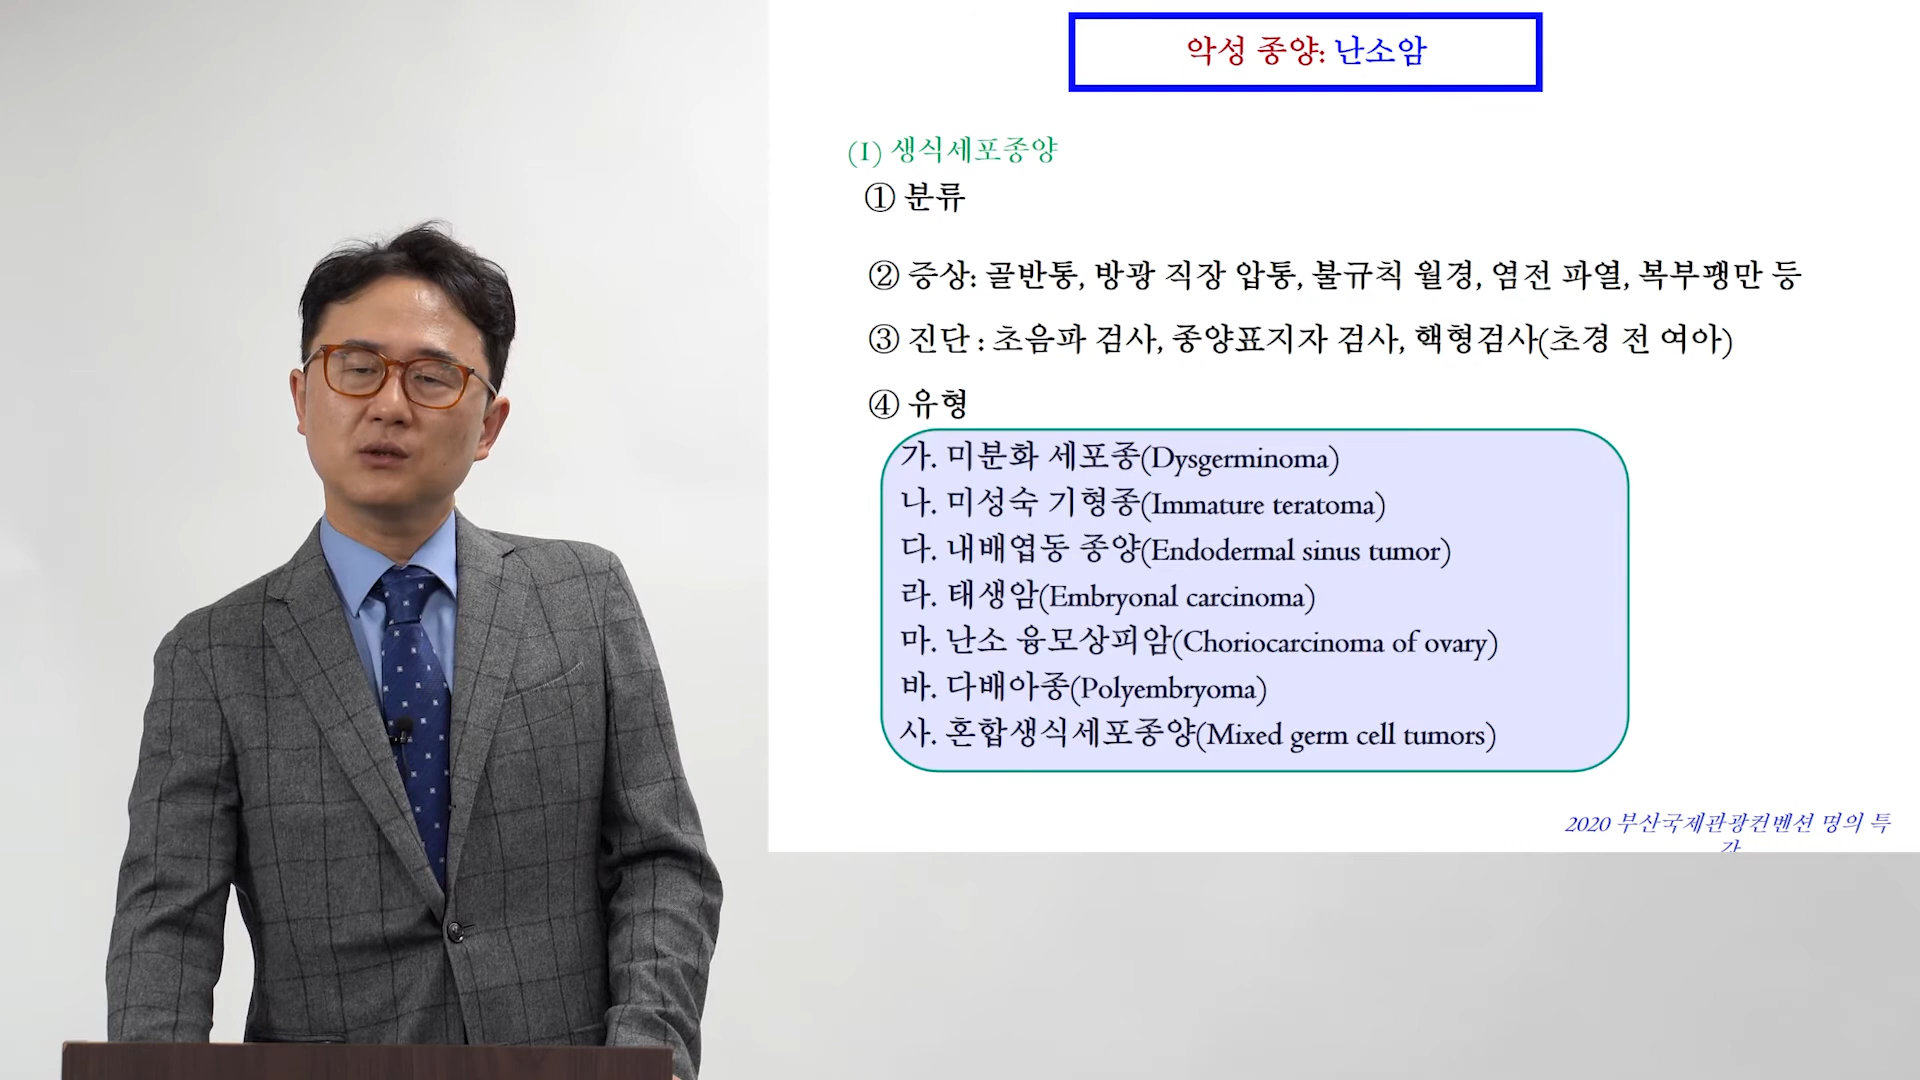 악성 종양: 난소암
(I) 생식세포종양
① 분류
② 증상: 골반통, 방광 직장 압통, 불규칙 월경, 염전 파열, 복부팽만 등
③ 진단 : 초음파 검사, 종양표지자 검사, 핵형검사(초경 전 여아)
④ 유형
가. 미분화 세포종(Dysgerminoma)
나. 미성숙 기형종(Immature teratoma)
다. 내배엽동 종양(Endodermal sinus tumor)
라. 태생암(Embryonal carcinoma)
마. 난소 융모상피암(Choriocarcinoma of ovary)
바. 다배아종(Polyembryoma)
사. 혼합생식세포종양(Mixed germ cell tumors)
2020 부산국제관광컨벤션 명의 특